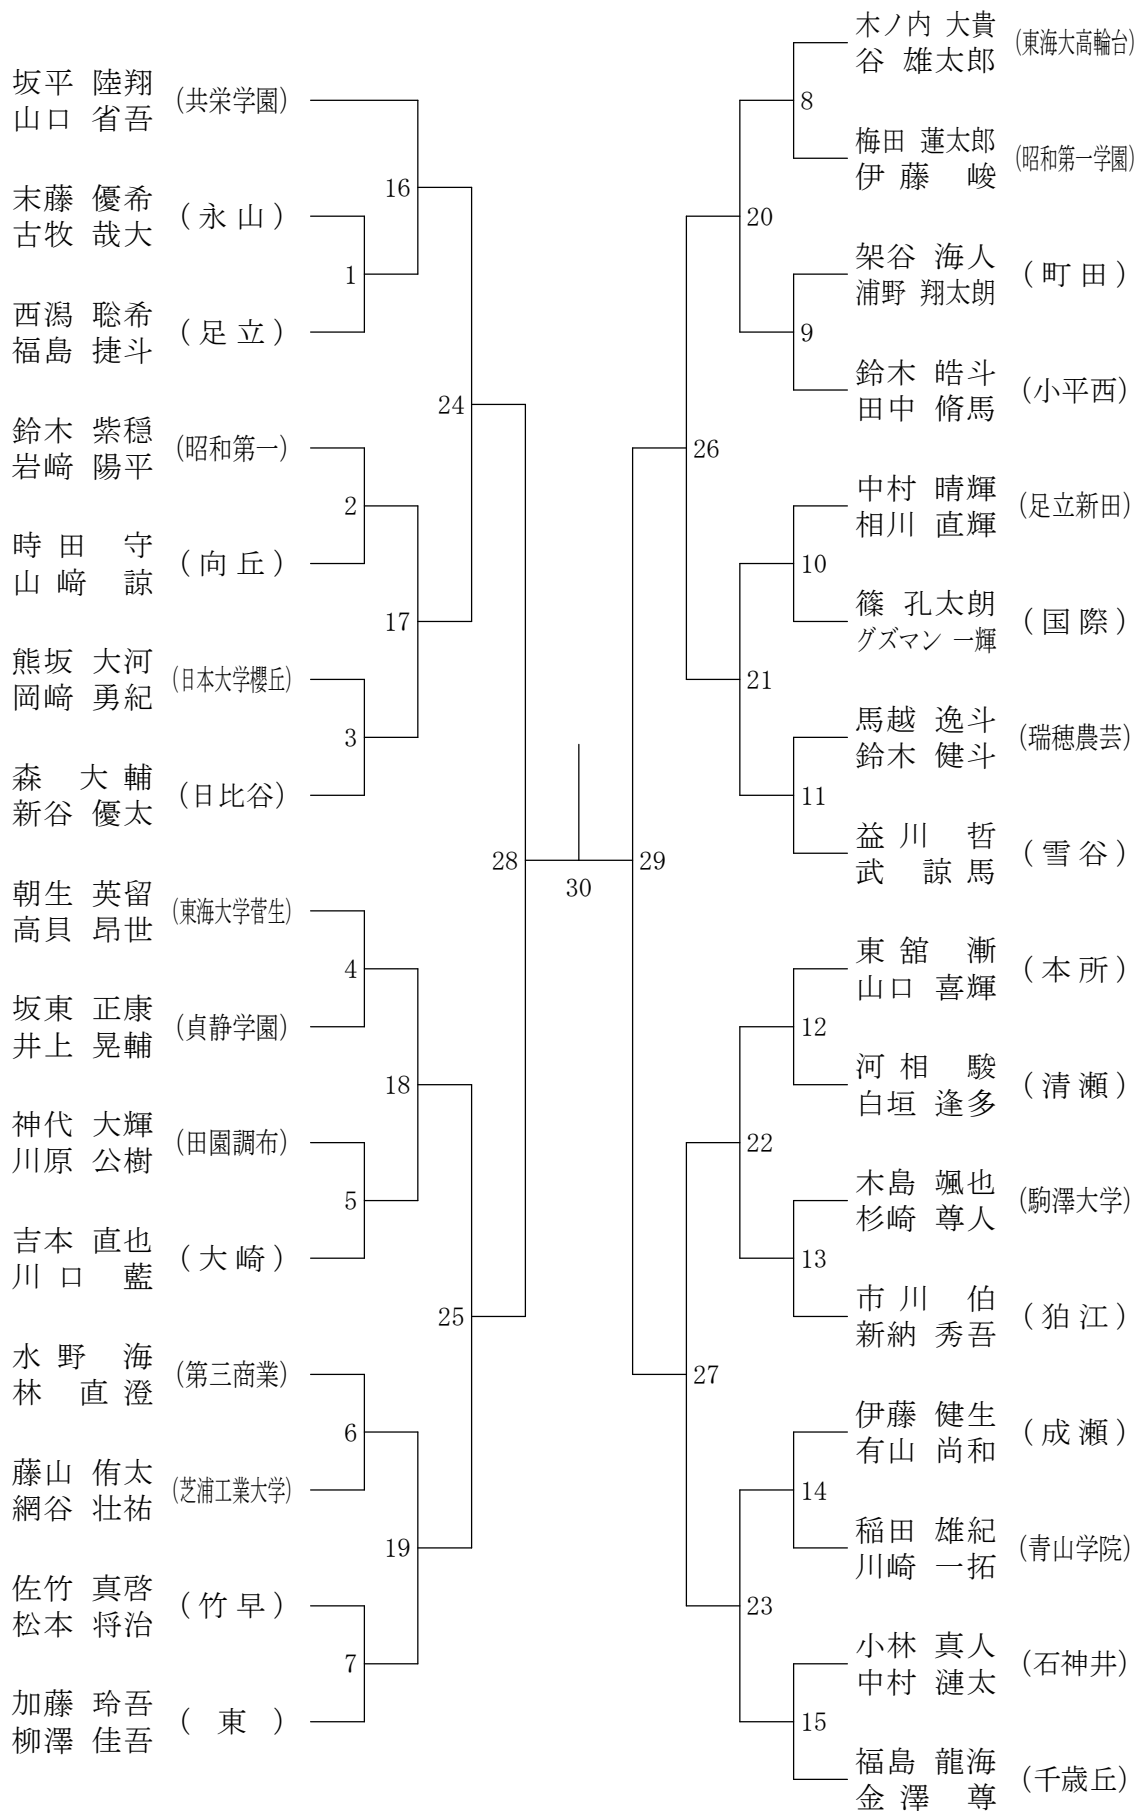 坂平 陸翔
山口 省吾
(共栄学園)
末藤 優希
古牧 哉大
(永山)
西潟 聡希
福島 捷斗
(足立)
鈴木 紫穏
岩﨑 陽平
(昭和第一)
時田 守
山﨑 諒
(向丘)
熊坂 大河
岡﨑 勇紀
(日本大学櫻丘)
森 大輔
新谷 優太
(日比谷)
朝生 英留
高貝 昂世
(東海大学菅生)
坂東 正康
井上 晃輔
(貞静学園)
神代 大輝
川原 公樹
(田園調布)
吉本 直也
川口 藍
(大崎)
水野 海
林 直澄
(第三商業)
藤山 侑太
網谷 壮祐
(芝浦工業大学)
佐竹 真啓
松本 将治
(竹早)
加藤 玲吾
柳澤 佳吾
(東)
1
2
3
4
5
6
7
16
17
18
19
24
25
28
30
29
26
27
20
21
22
23
8
9
10
11
12
13
14
15
木ノ内 大貴
谷 雄太郎
(東海大高輪台)
梅田 蓮太郎
伊藤 峻
(昭和第一学園)
架谷 海人
浦野 翔太朗
(町田)
鈴木 皓斗
田中 脩馬
(小平西)
中村 晴輝
相川 直輝
(足立新田)
篠 孔太朗
グズマン 一輝
(国際)
馬越 逸斗
鈴木 健斗
(瑞穂農芸)
益川 哲
武 諒馬
(雪谷)
東舘 漸
山口 喜輝
(本所)
河相 駿
白垣 逢多
(清瀬)
木島 颯也
杉崎 尊人
(駒澤大学)
市川 伯
新納 秀吾
(狛江)
伊藤 健生
有山 尚和
(成瀬)
稲田 雄紀
川崎 一拓
(青山学院)
小林 真人
中村 漣太
(石神井)
福島 龍海
金澤 尊
(千歳丘)